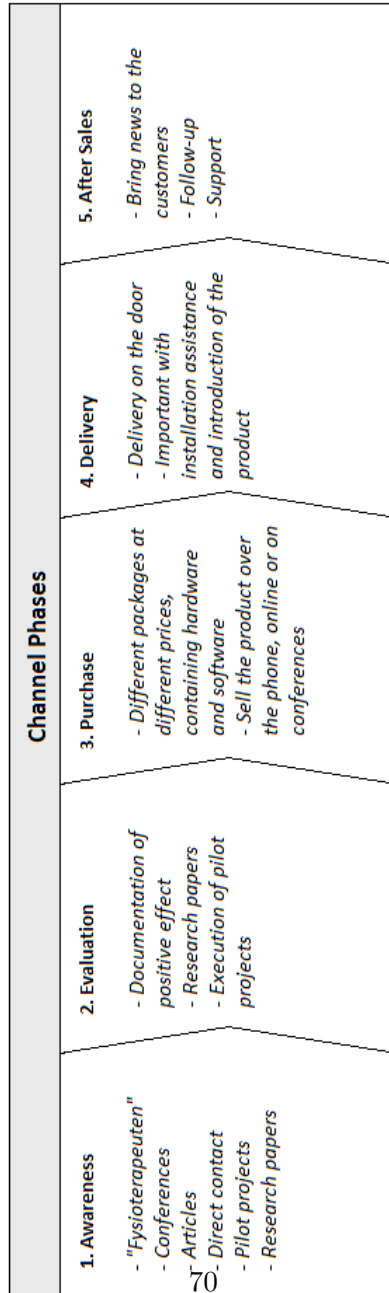 Channel Phases
1. Awareness
- "Fysioterapeuten"
- Conferences
- Articles
- Direct contact
- Pilot projects
- Research papers
2. Evaluation
- Documentation of
positive effect
- Research papers
- Execution of pilot
projects
3. Purchase
- Different packages at
different prices,
containing hardware
and software
- Sell the product over
the phone, online or on
conferences
4. Delivery
- Delivery on the door
- Important with
installation assistance
and introduction of the
product
5. After Sales
- Bring news to the
customers
- Follow-up
- Support
70